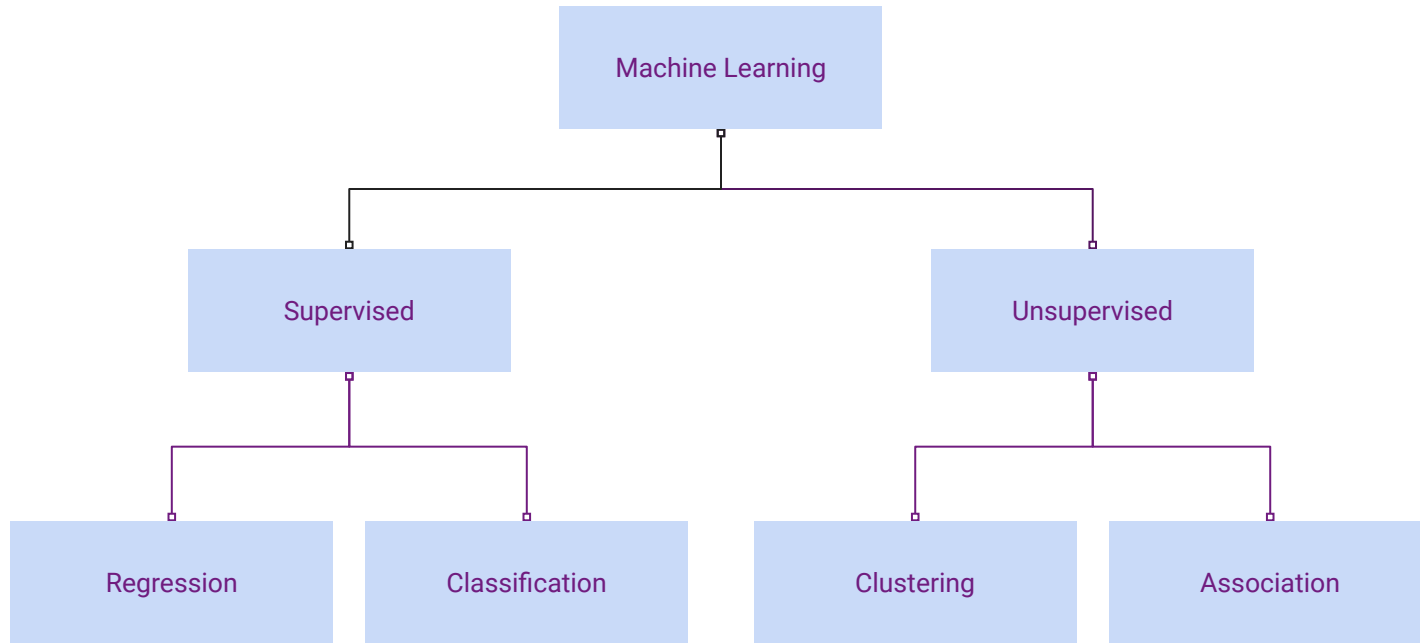 Machine Learning
Supervised
Unsupervised
Regression
Classification
Clustering
Association